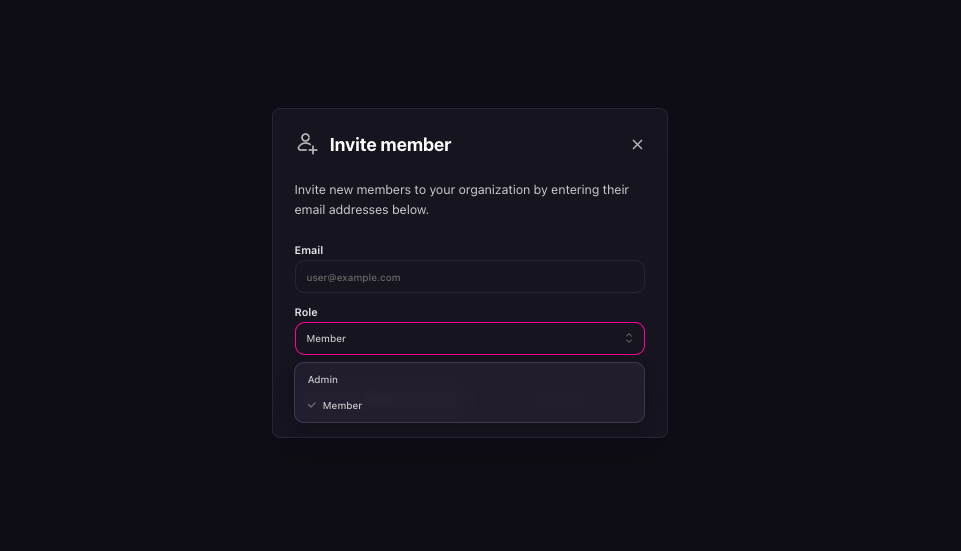 Invite member
Invite new members to your organization by entering their
email addresses below.
Email
user@example.com
Role
Member
Admin
Member